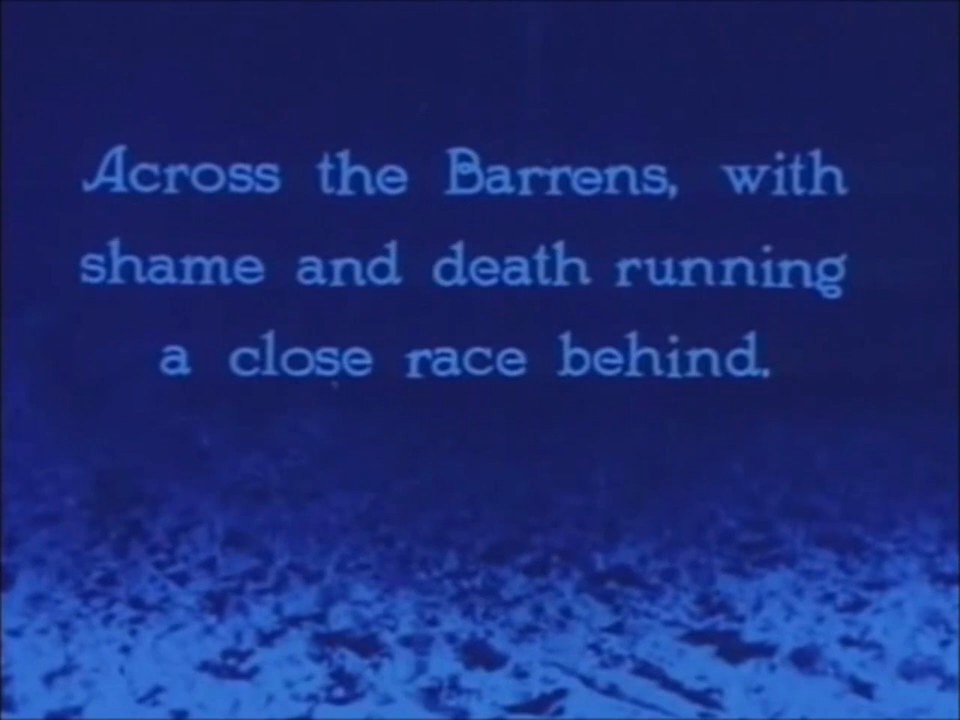 Across the Barrens, with
shame and death running
a close race behind.